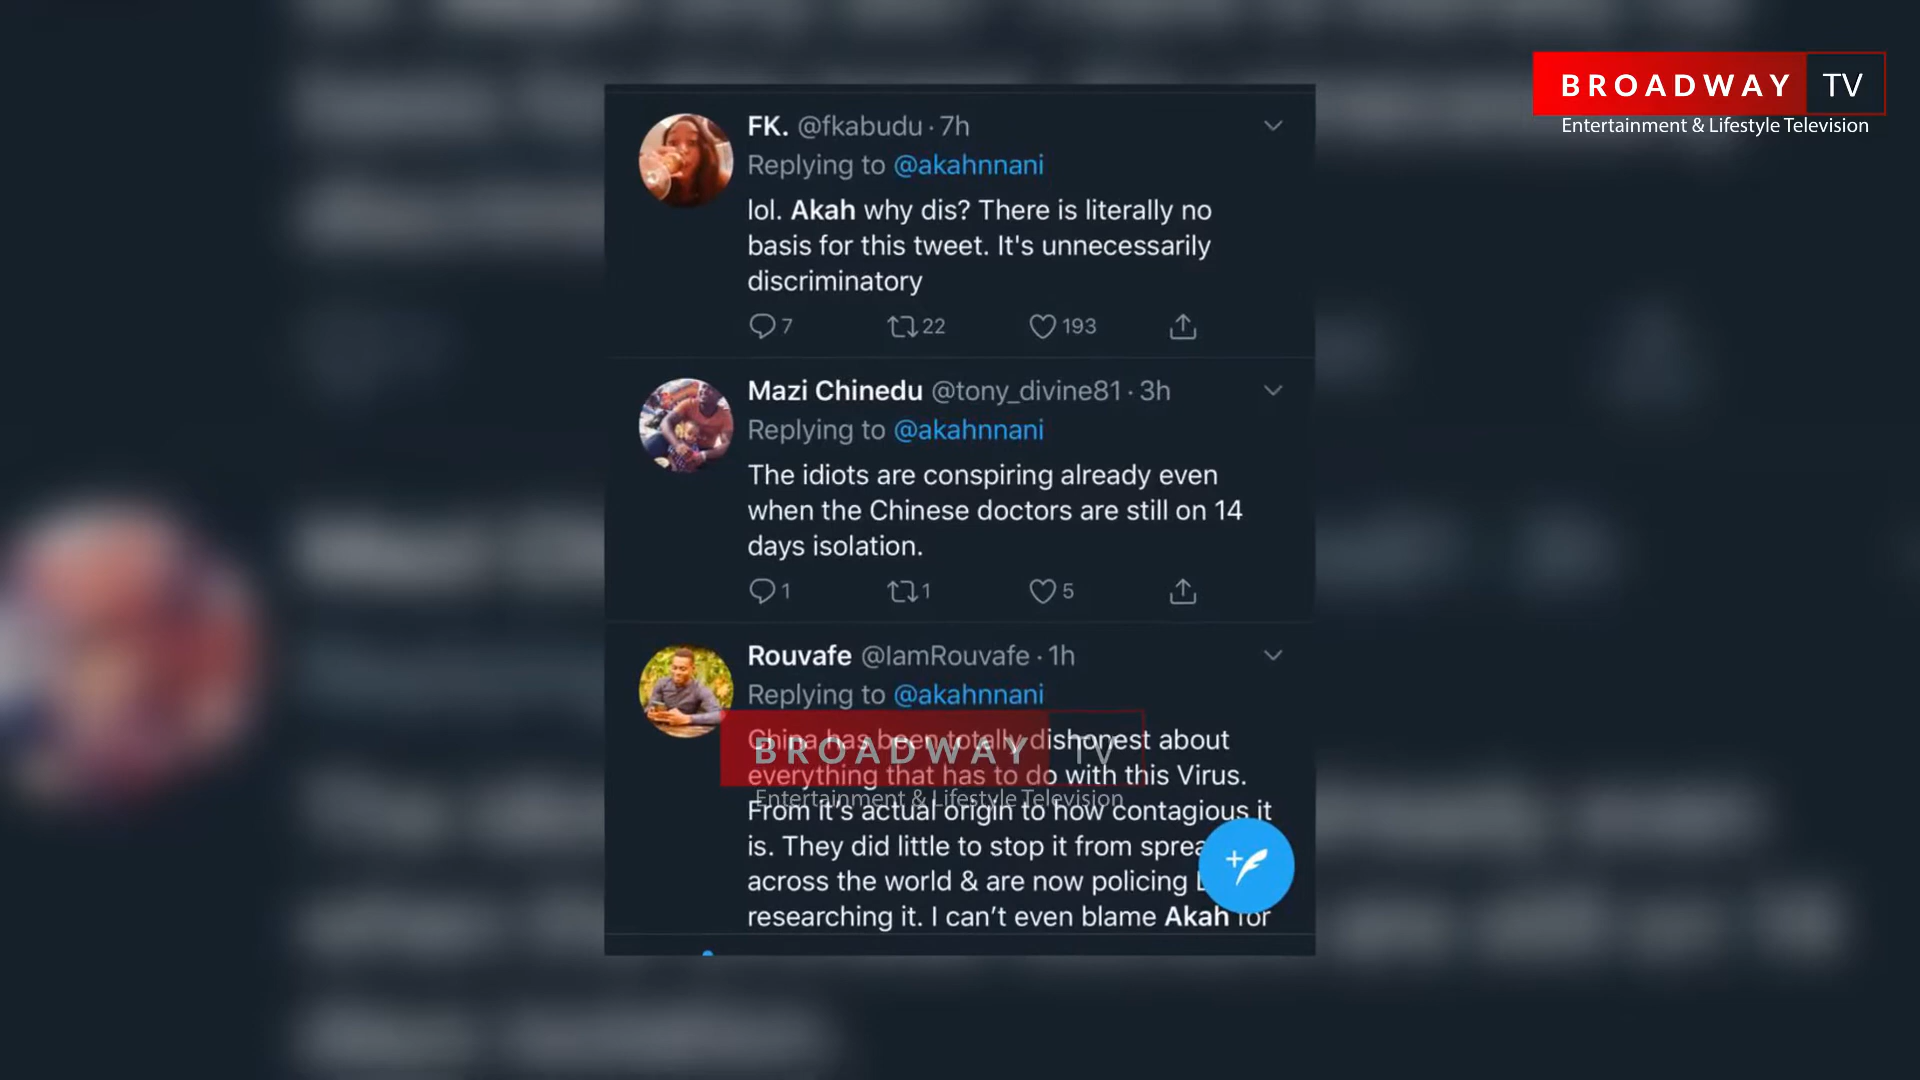 BROADWAY TV
Entertainment & Lifestyle Television
FK. @fkabudu · 7h
Replying to @akahnnani
lol. Akah why dis? There is literally no
basis for this tweet. It's unnecessarily
discriminatory
7 22 193
Mazi Chinedu @tony_divine81 · 3h
Replying to @akahnnani
The idiots are conspiring already even
when the Chinese doctors are still on 14
days isolation.
1 1 5
Rouvafe @IamRouvafe · 1h
Replying to @akahnnani
China has been totally dishonest about
BROADWAY TV
everything that has to do with this Virus.
Entertainment & Lifestyle Television
From it's actual origin to how contagious it
is. They did little to stop it from
across the world & are now policing
researching it. I can't even blame Akah for